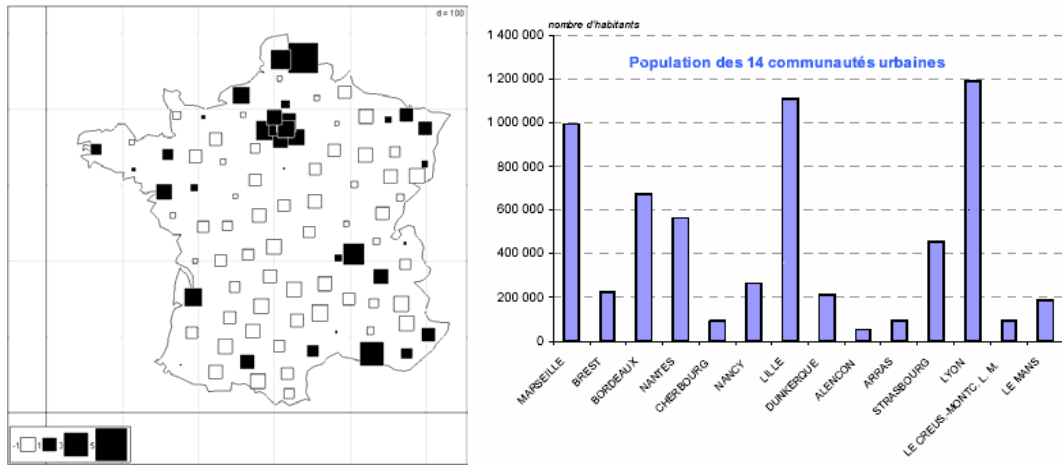 d = 100
-1 1 3 5
nombre d'habitants
Population des 14 communautés urbaines
1 400 000
1 200 000
1 000 000
800 000
600 000
400 000
200 000
0
MARSEILLE
BREST
BORDEAUX
NANTES
CHERBOURG
NANCY
LILLE
DUNKERQUE
ALENCON
ARRAS
STRASBOURG
LYON
LE CREUS.-MONTC. L. M.
LE MANS